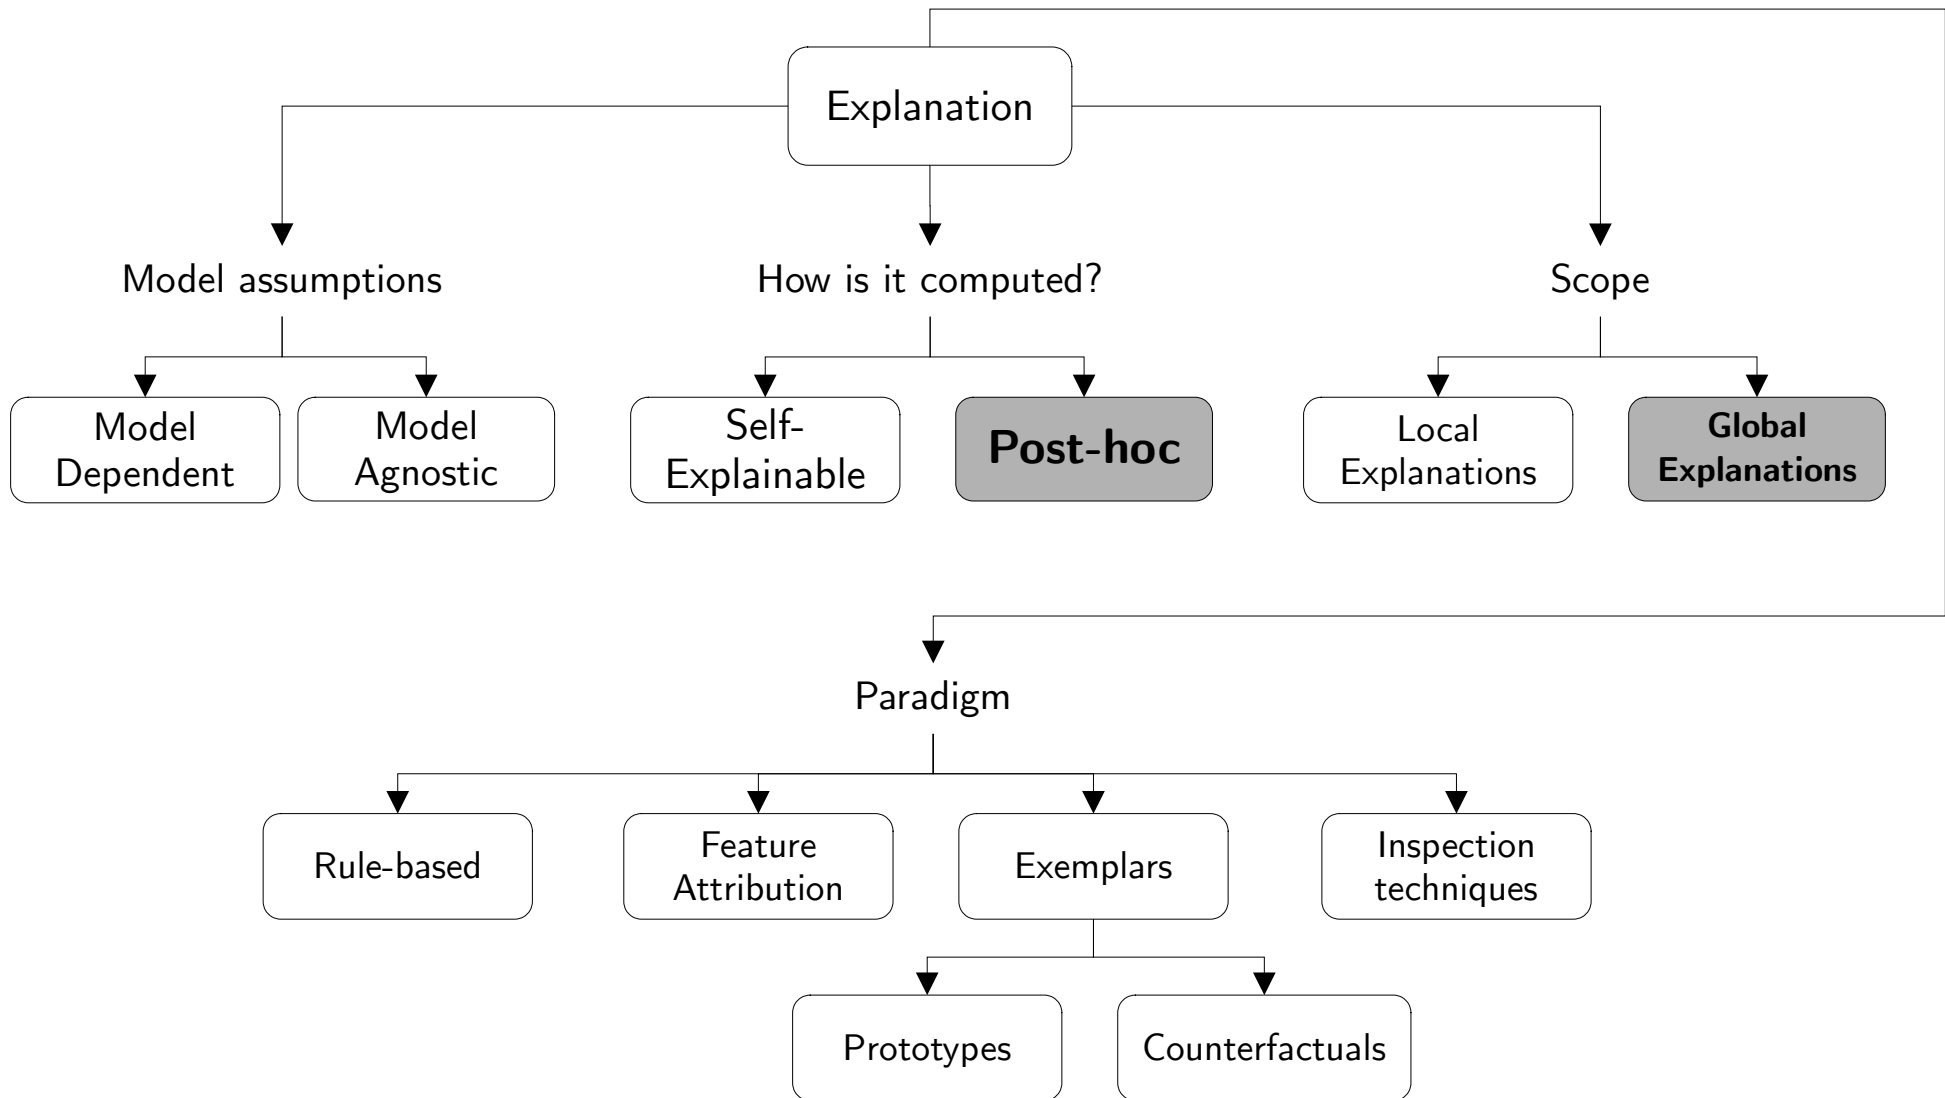 Explanation
Model assumptions
How is it computed?
Scope
Model
Dependent
Model
Agnostic
Self-
Explainable
Post-hoc
Local
Explanations
Global
Explanations
Paradigm
Rule-based
Feature
Attribution
Exemplars
Inspection
techniques
Prototypes
Counterfactuals